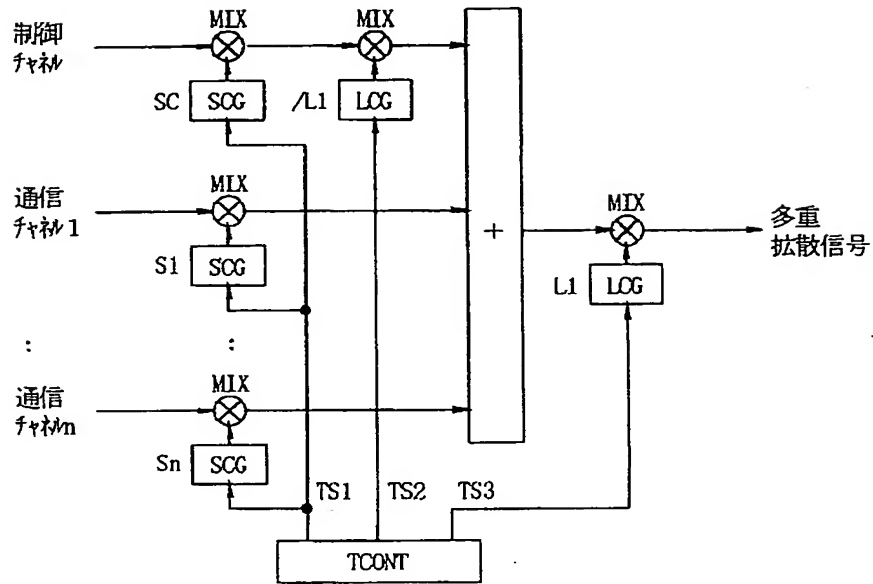 MIX
MIX
制御
チャネル
SC
SCG
/L1
LCG
通信
チャネル1
MIX
S1
SCG
+
MIX
多重
拡散信号
L1
LCG
:
:
通信
チャネルn
MIX
Sn
SCG
TS1
TS2
TS3
TCONT